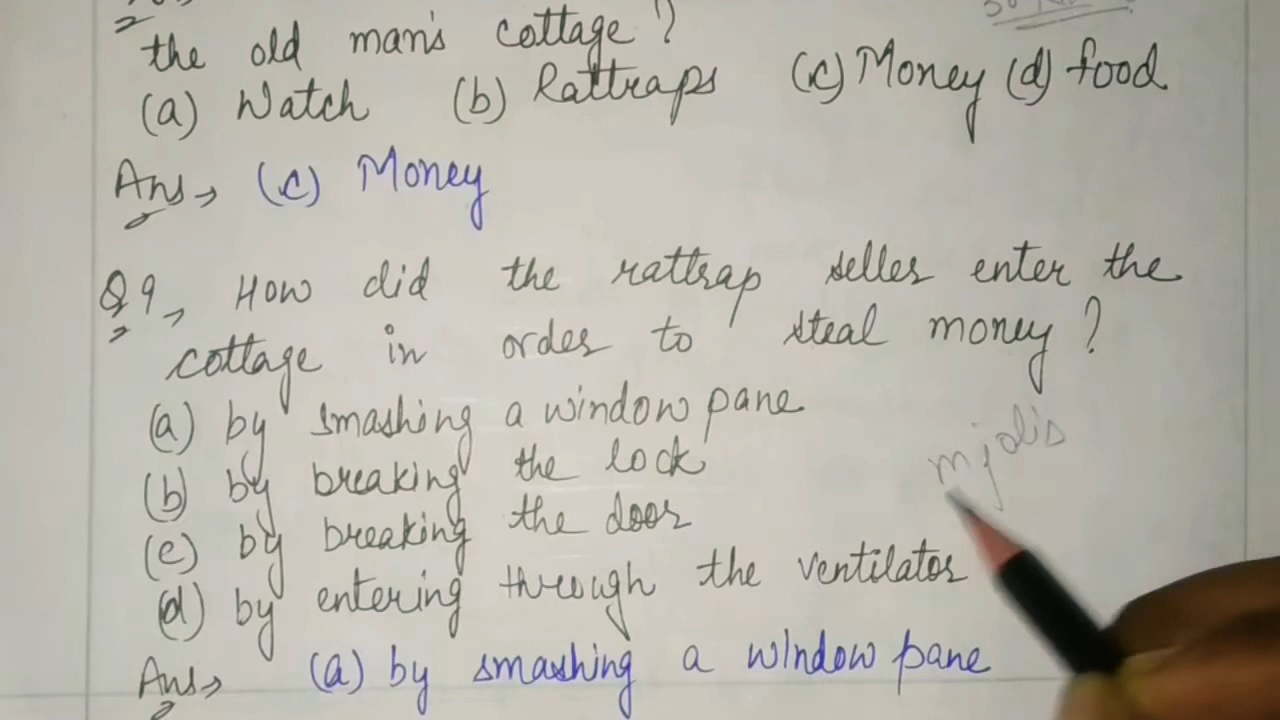 the old man's cottage?
(a) Watch (b) Rattraps (c) Money (d) food
Ans → (c) Money
Q9, How did the rattrap seller enter the
cottage in order to steal money?
(a) by smashing a window pane
(b) by breaking the lock
(c) by breaking the door
(d) by entering through the ventilator
Ans → (a) by smashing a window pane